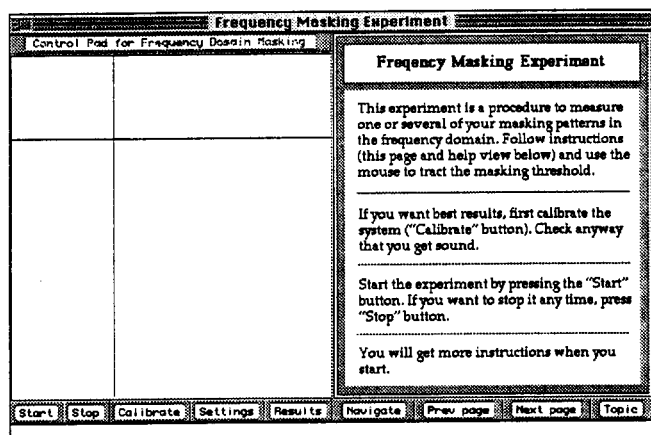 Frequency Masking Experiment
Control Pad for Frequency Domain Masking
Freqency Masking Experiment
This experiment is a procedure to measure
one or several of your masking patterns in
the frequency domain. Follow instructions
(this page and help view below) and use the
mouse to tract the masking threshold.
If you want best results, first calibrate the
system ("Calibrate" button). Check anyway
that you get sound.
Start the experiment by pressing the "Start"
button. If you want to stop it any time, press
"Stop" button.
You will get more instructions when you
start.
Start Stop Calibrate Settings Results Navigate Prev page Next page Topic